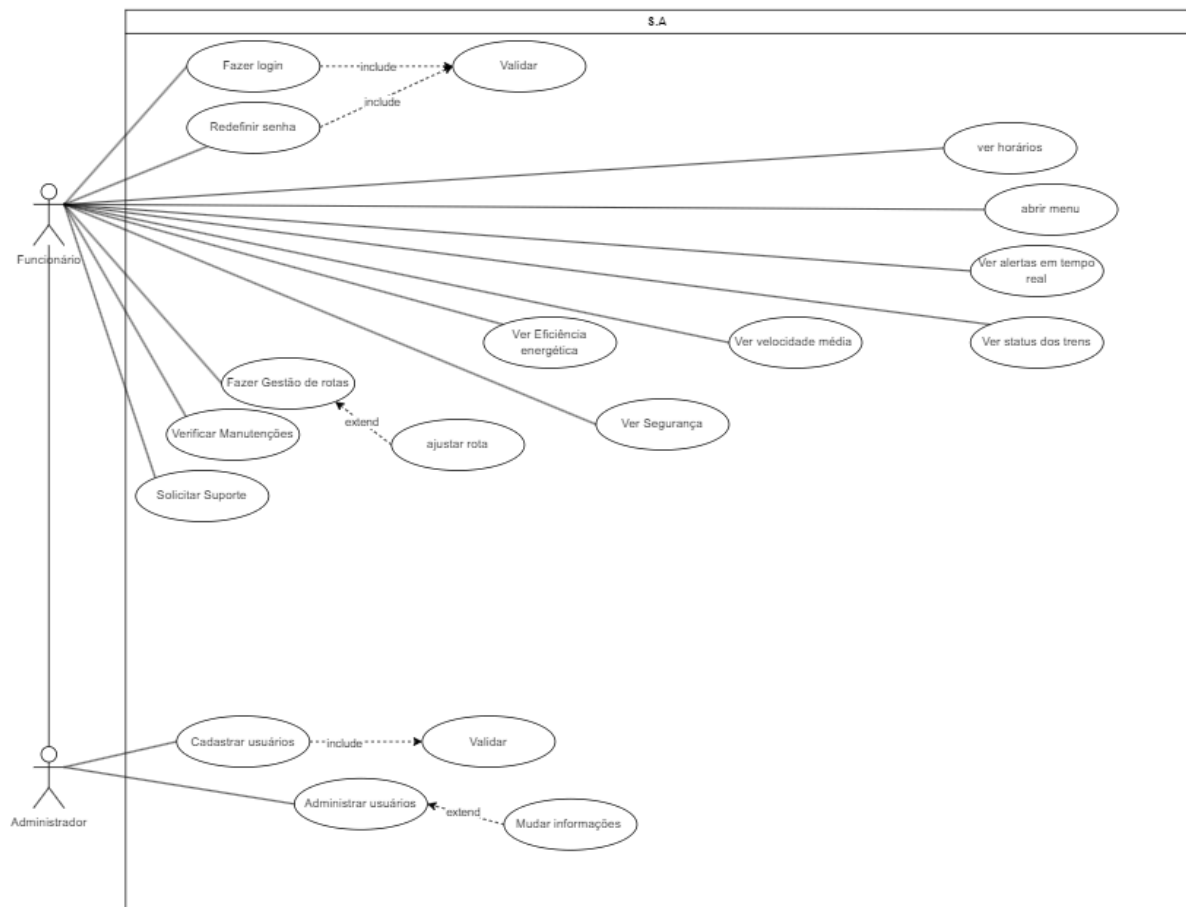 S.A
Fazer login
include
Validar
Redefinir senha
include
ver horários
abrir menu
Funcionário
Ver alertas em tempo
real
Ver Eficiência
energética
Ver velocidade média
Ver status dos trens
Fazer Gestão de rotas
extend
Verificar Manutenções
ajustar rota
Ver Segurança
Solicitar Suporte
Cadastrar usuários
include
Validar
Administrar usuários
extend
Mudar informações
Administrador